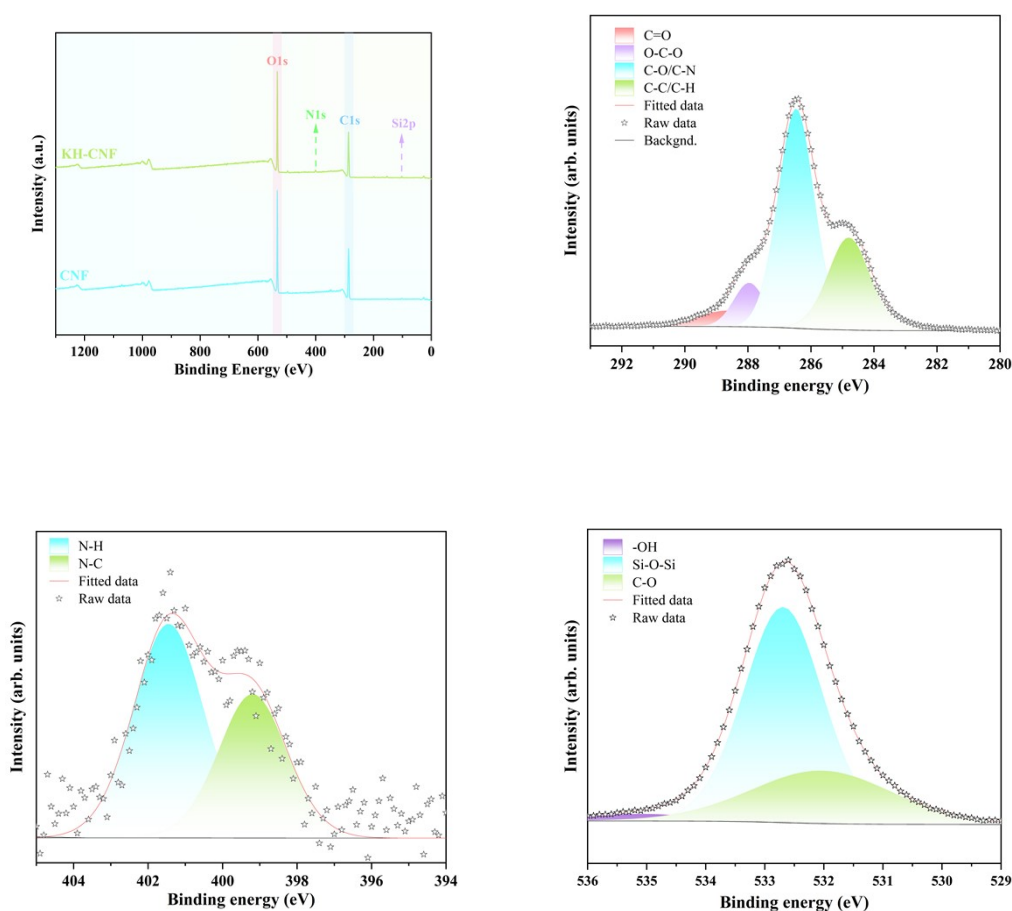 O1s
N1s
C1s
Si2p
KH-CNF
CNF
Intensity (a.u.)
1200 1000 800 600 400 200 0
Binding Energy (eV)
C=O
O-C-O
C-O/C-N
C-C/C-H
Fitted data
Raw data
Backgnd.
Intensity (arb. units)
292 290 288 286 284 282 280
Binding energy (eV)
N-H
N-C
Fitted data
Raw data
Intensity (arb. units)
404 402 400 398 396 394
Binding energy (eV)
-OH
Si-O-Si
C-O
Fitted data
Raw data
Intensity (arb. units)
536 535 534 533 532 531 530 529
Binding energy (eV)